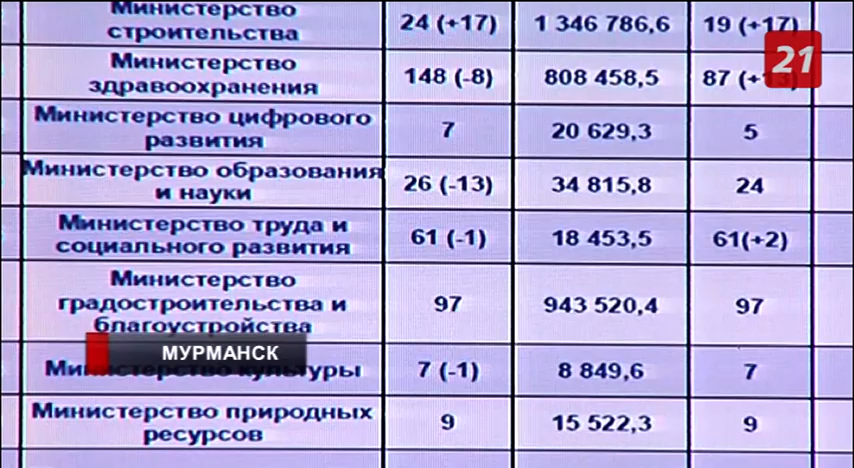 Министерство
строительства
24 (+17)
1 346 786,6
19 (+17)
21
Министерство
здравоохранения
148 (-8)
808 458,5
87 (+13)
Министерство цифрового
развития
7
20 629,3
5
Министерство образования
и науки
26 (-13)
34 815,8
24
Министерство труда и
социального развития
61 (-1)
18 453,5
61(+2)
Министерство
градостроительства и
благоустройства
97
943 520,4
97
МУРМАНСК
Министерство культуры
7 (-1)
8 849,6
7
Министерство природных
ресурсов
9
15 522,3
9